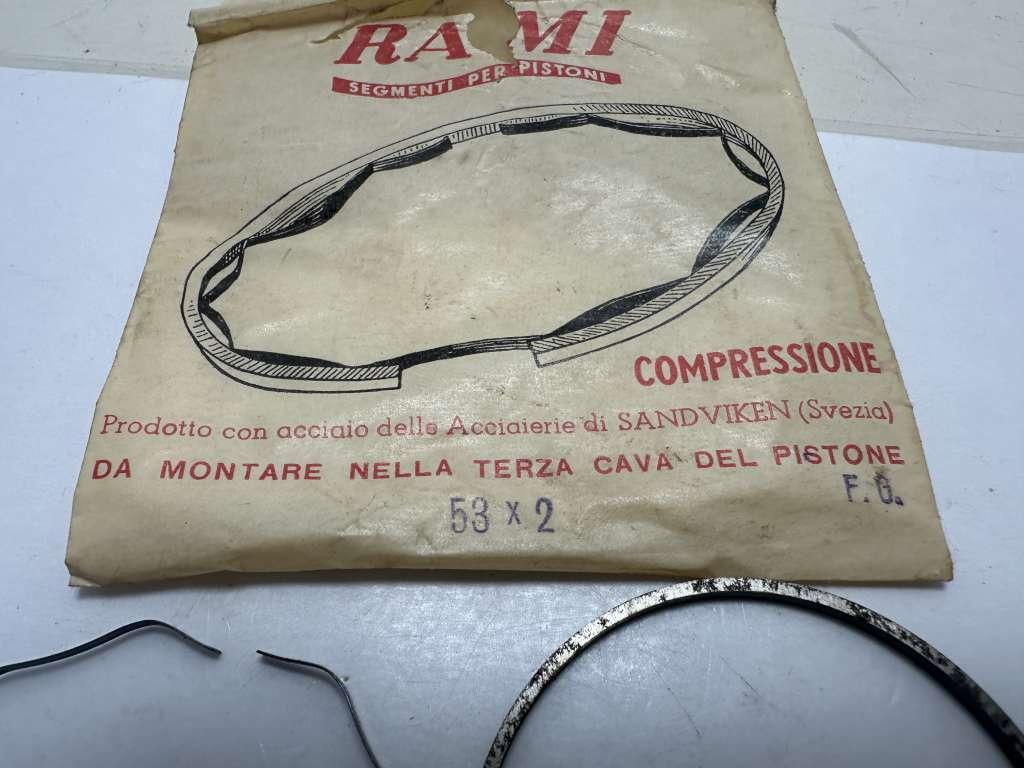 RAMI
SEGMENTI PER PISTONI
COMPRESSIONE
Prodotto con acciaio delle Acciaierie di SANDVIKEN (Svezia)
DA MONTARE NELLA TERZA CAVA DEL PISTONE
F. G.
53 x 2